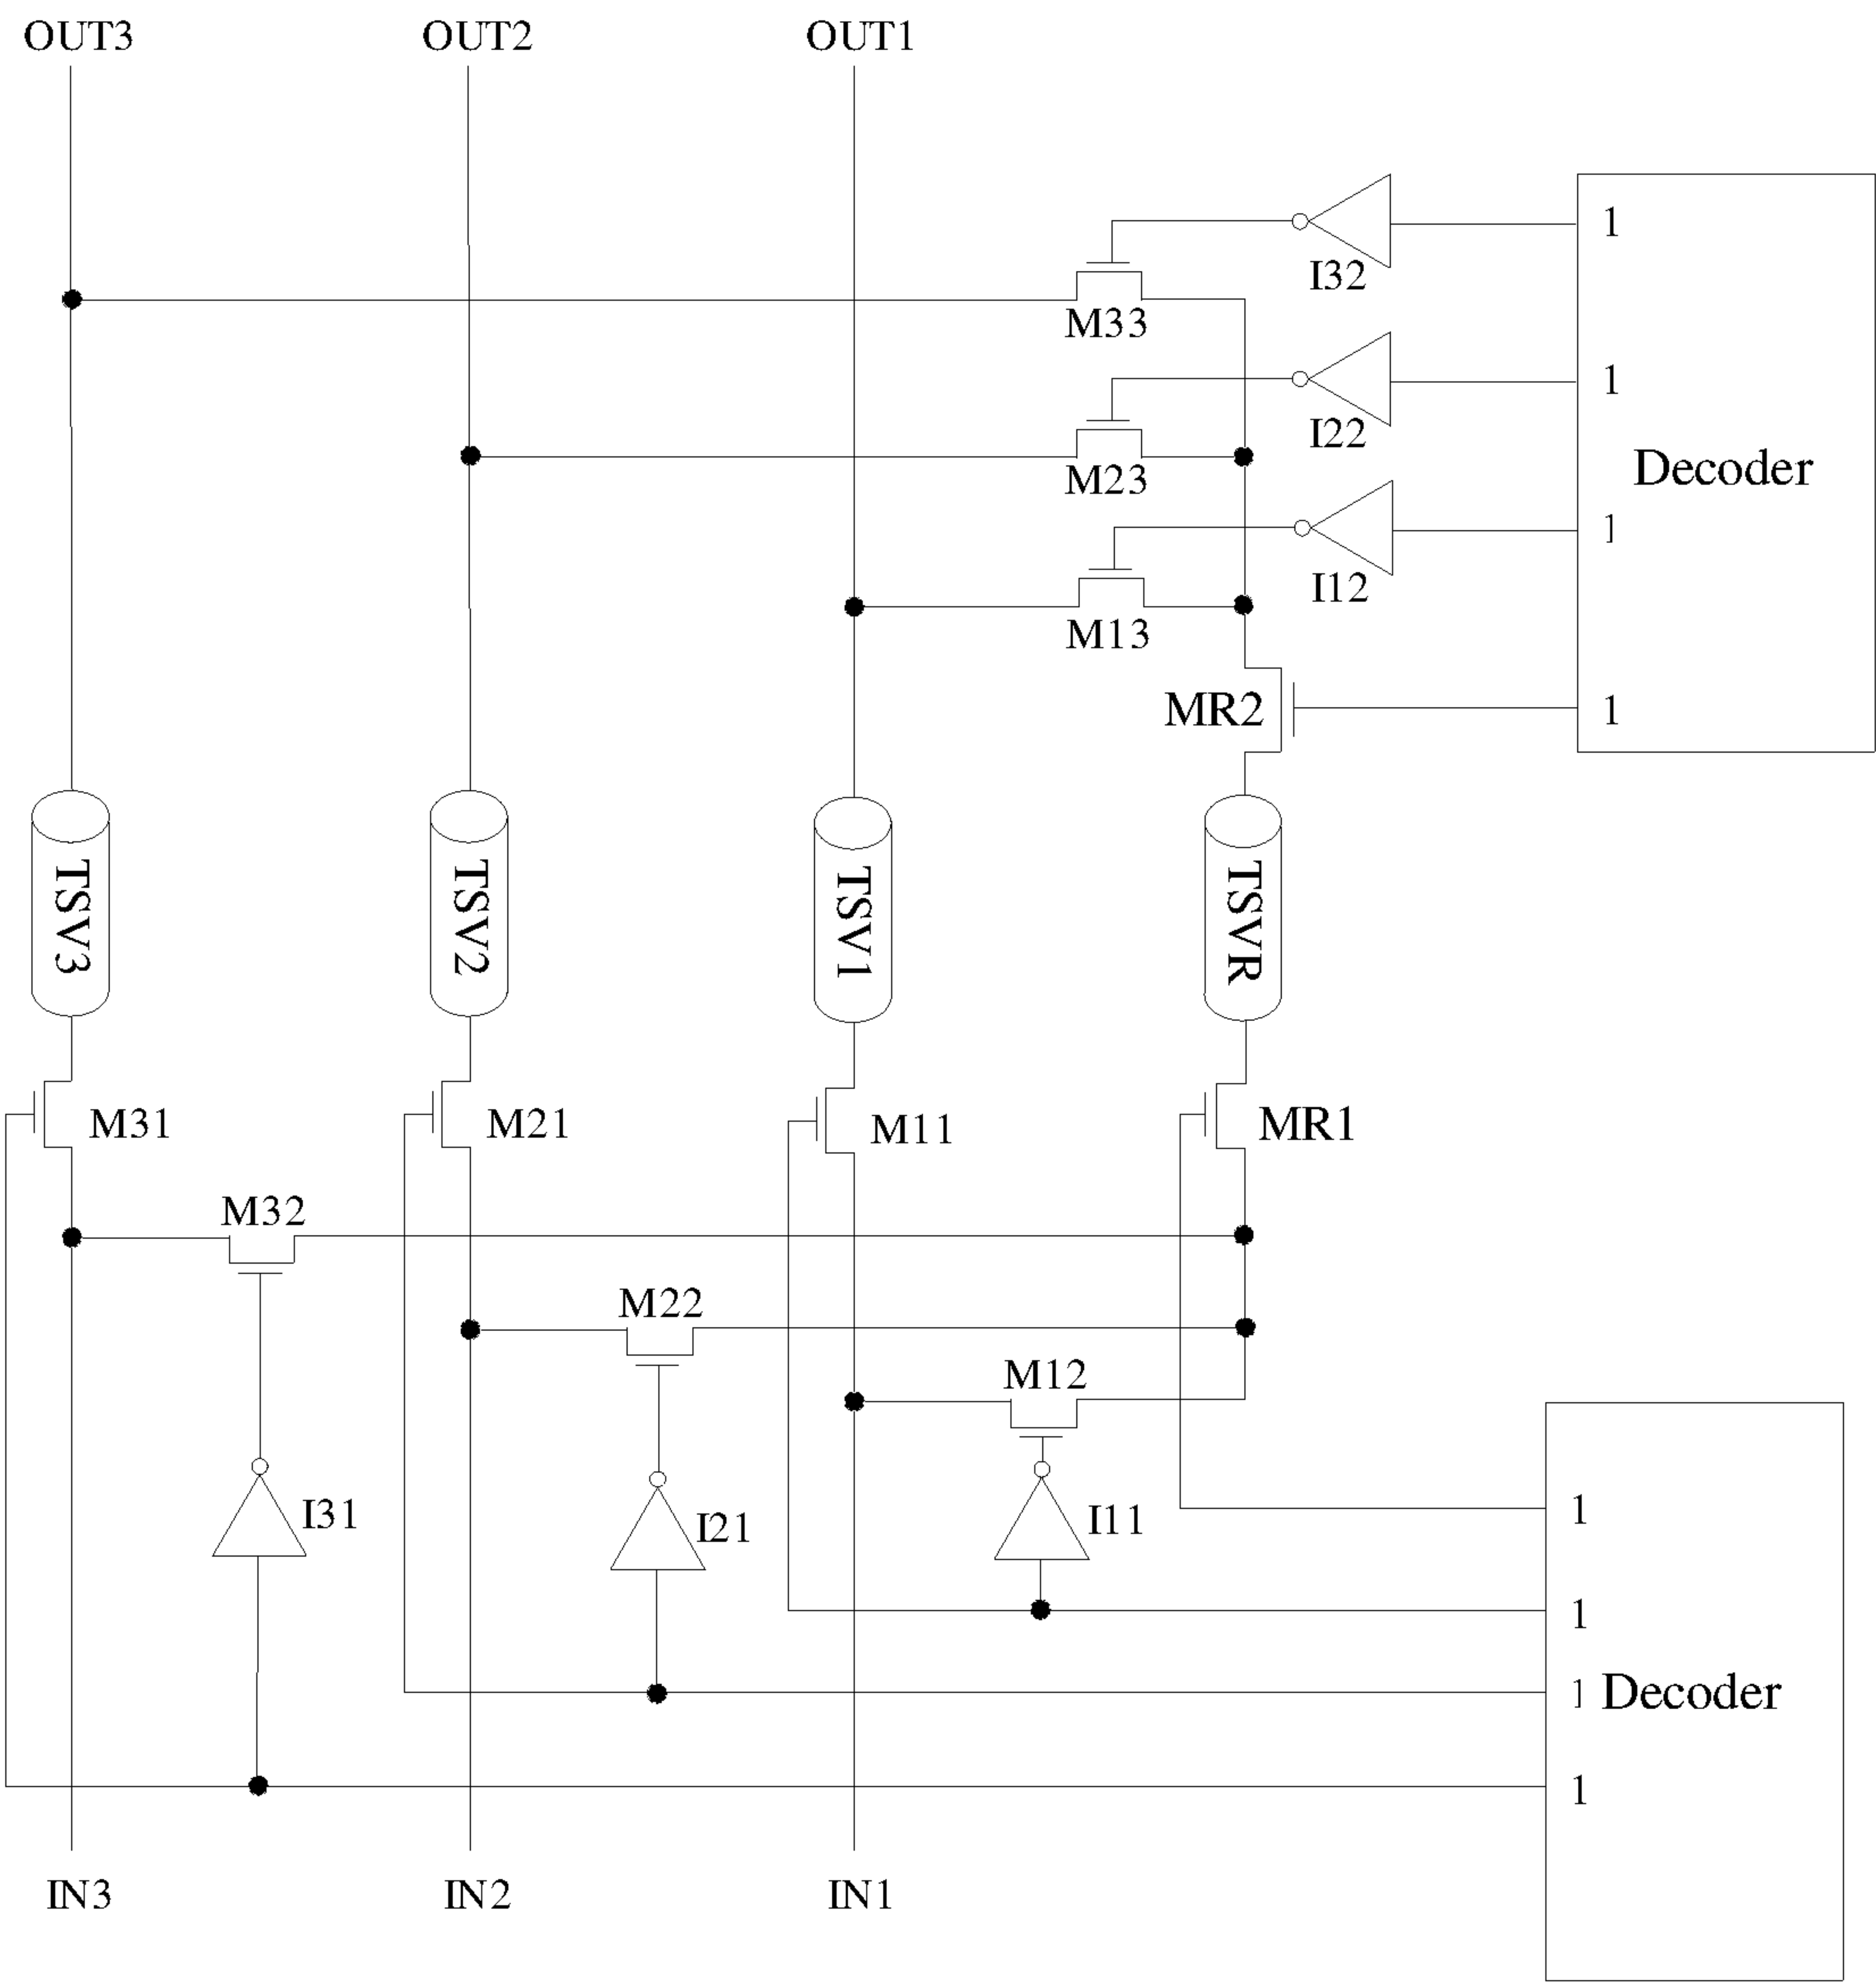 OUT3
OUT2
OUT1
1
I32
M33
1
I22
M23
Decoder
1
I12
M13
MR2
1
TSV3
TSV2
TSV1
TSVR
M31
M21
M11
MR1
M32
M22
M12
I31
I21
I11
1
1
1
Decoder
1
IN3
IN2
IN1